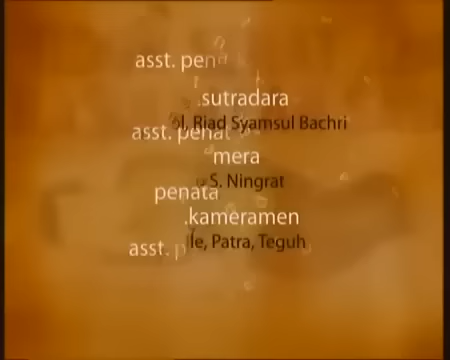 asst. pen
.sutradara
l, Riad Syamsul Bachri
asst. penat
mera
S. Ningrat
penata
.kameramen
le, Patra, Teguh
asst. p